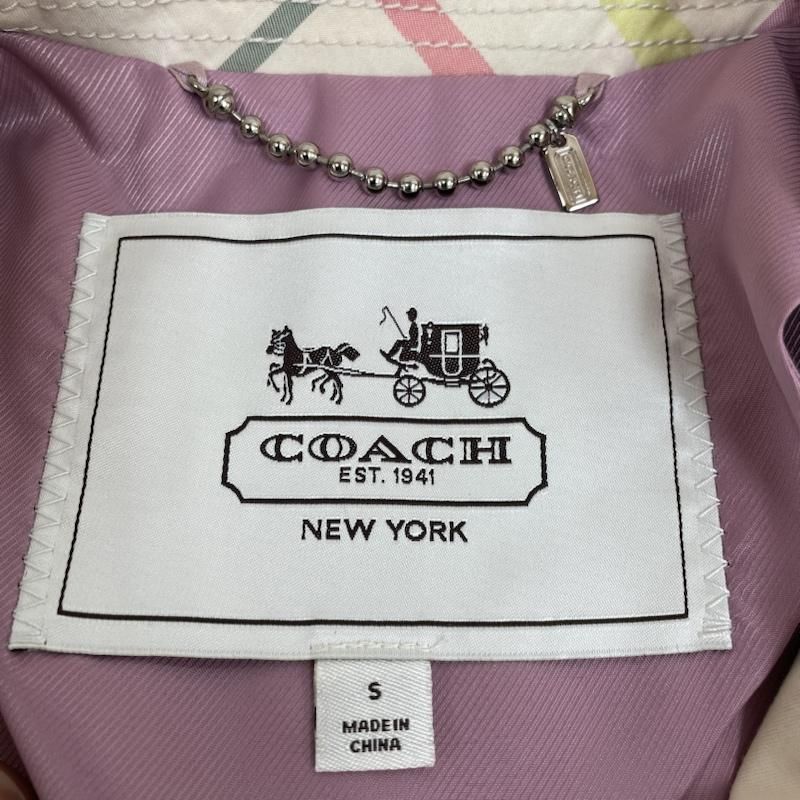 COACH
EST. 1941
NEW YORK
S
MADE IN
CHINA